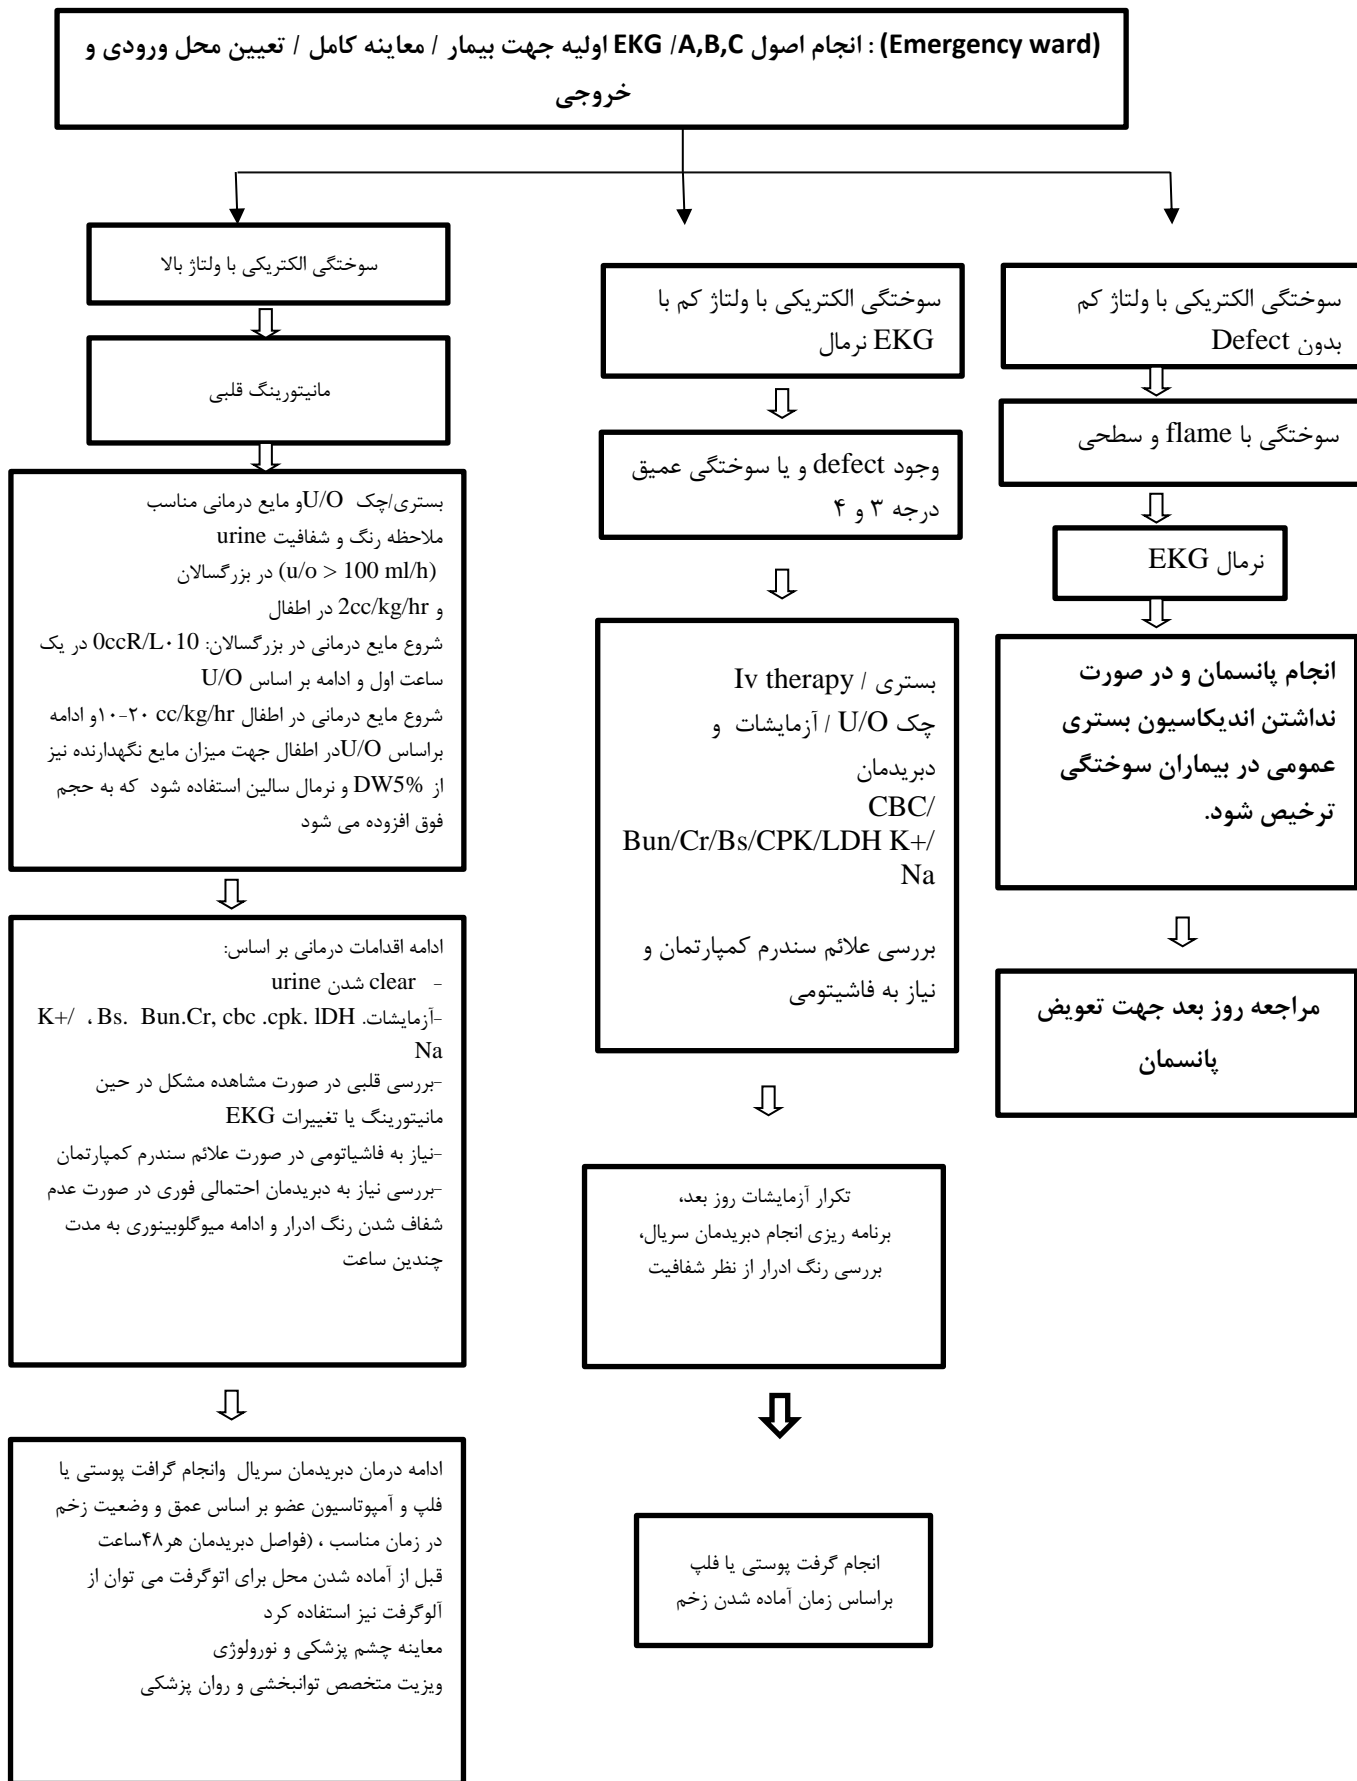 (Emergency ward) : انجام اصول A,B,C/ EKG اولیه جهت بیمار / معاینه کامل / تعیین محل ورودی و
خروجی
سوختگی الکتریکی با ولتاژ کم
بدون Defect
سوختگی با flame و سطحی
نرمال EKG
انجام پانسمان و در صورت
نداشتن اندیکاسیون بستری
عمومی در بیماران سوختگی
ترخیص شود.
مراجعه روز بعد جهت تعویض
پانسمان
سوختگی الکتریکی با ولتاژ کم با
EKG نرمال
وجود defect و یا سوختگی عمیق
درجه ۳ و ۴
بستری / Iv therapy
چک U/O / آزمایشات و
دبریدمان
CBC/
Bun/Cr/Bs/CPK/LDH K+/
Na
بررسی علائم سندرم کمپارتمان و
نیاز به فاشیتومی
تکرار آزمایشات روز بعد،
برنامه ریزی انجام دبریدمان سریال،
بررسی رنگ ادرار از نظر شفافیت
انجام گرفت پوستی یا فلپ
براساس زمان آماده شدن زخم
سوختگی الکتریکی با ولتاژ بالا
مانیتورینگ قلبی
بستری/چک U/Oو مایع درمانی مناسب
ملاحظه رنگ و شفافیت urine
(u/o > 100 ml/h) در بزرگسالان
و 2cc/kg/hr در اطفال
شروع مایع درمانی در بزرگسالان: 0ccR/L۰10 در یک
ساعت اول و ادامه بر اساس U/O
شروع مایع درمانی در اطفال ۱۰-۲۰ cc/kg/hrو ادامه
براساس U/Oدر اطفال جهت میزان مایع نگهدارنده نیز
از DW5% و نرمال سالین استفاده شود که به حجم
فوق افزوده می شود
ادامه اقدامات درمانی بر اساس:
- clear شدن urine
-آزمایشات. K+/ ، Bs. Bun.Cr, cbc .cpk. lDH
Na
-بررسی قلبی در صورت مشاهده مشکل در حین
مانیتورینگ یا تغییرات EKG
-نیاز به فاشیاتومی در صورت علائم سندرم کمپارتمان
-بررسی نیاز به دبریدمان احتمالی فوری در صورت عدم
شفاف شدن رنگ ادرار و ادامه میوگلوبینوری به مدت
چندین ساعت
ادامه درمان دبریدمان سریال وانجام گرافت پوستی یا
فلپ و آمپوتاسیون عضو بر اساس عمق و وضعیت زخم
در زمان مناسب ، (فواصل دبریدمان هر۴۸ساعت
قبل از آماده شدن محل برای اتوگرفت می توان از
آلوگرفت نیز استفاده کرد
معاینه چشم پزشکی و نورولوژی
ویزیت متخصص توانبخشی و روان پزشکی